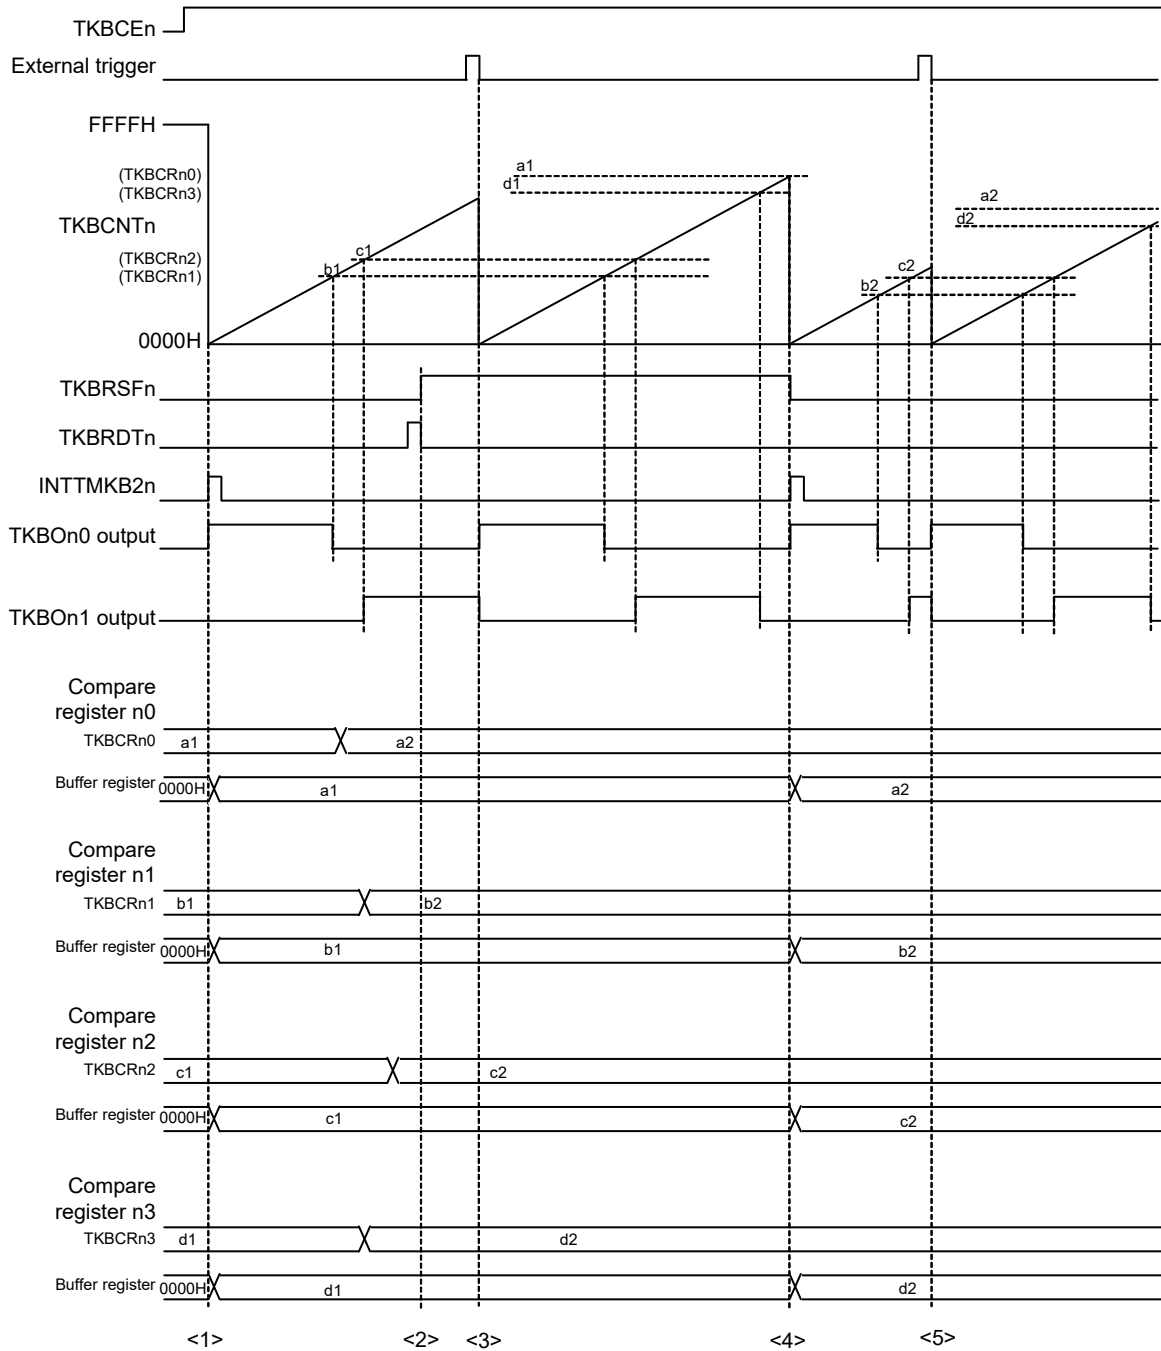 TKBCEn
External trigger
FFFFH
a1
(TKBCRn0)
d1
(TKBCRn3)
a2
d2
TKBCNTn
c1
(TKBCRn2)
b1
(TKBCRn1)
c2
b2
0000H
TKBRSFn
TKBRDTn
INTTMKB2n
TKBOn0 output
TKBOn1 output
Compare
register n0
TKBCRn0 a1 a2
Buffer register 0000H a1 a2
Compare
register n1
TKBCRn1 b1 b2
Buffer register 0000H b1 b2
Compare
register n2
TKBCRn2 c1 c2
Buffer register 0000H c1 c2
Compare
register n3
TKBCRn3 d1 d2
Buffer register 0000H d1 d2
<1> <2> <3> <4> <5>